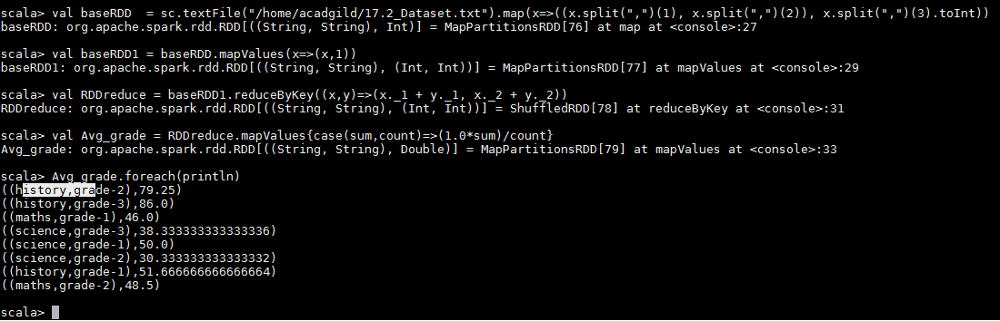 scala> val baseRDD  = sc.textFile("/home/acadgild/17.2_Dataset.txt").map(x=>((x.split(",")(1), x.split(",")(2)), x.split(",")(3).toInt))
baseRDD: org.apache.spark.rdd.RDD[((String, String), Int)] = MapPartitionsRDD[76] at map at <console>:27
scala> val baseRDD1 = baseRDD.mapValues(x=>(x,1))
baseRDD1: org.apache.spark.rdd.RDD[((String, String), (Int, Int))] = MapPartitionsRDD[77] at mapValues at <console>:29
scala> val RDDreduce = baseRDD1.reduceByKey((x,y)=>(x._1 + y._1, x._2 + y._2))
RDDreduce: org.apache.spark.rdd.RDD[((String, String), (Int, Int))] = ShuffledRDD[78] at reduceByKey at <console>:31
scala> val Avg_grade = RDDreduce.mapValues{case(sum,count)=>(1.0*sum)/count}
Avg_grade: org.apache.spark.rdd.RDD[((String, String), Double)] = MapPartitionsRDD[79] at mapValues at <console>:33
scala> Avg_grade.foreach(println)
((history,grade-2),79.25)
((history,grade-3),86.0)
((maths,grade-1),46.0)
((science,grade-3),38.333333333333336)
((science,grade-1),50.0)
((science,grade-2),30.333333333333332)
((history,grade-1),51.666666666666664)
((maths,grade-2),48.5)
scala>